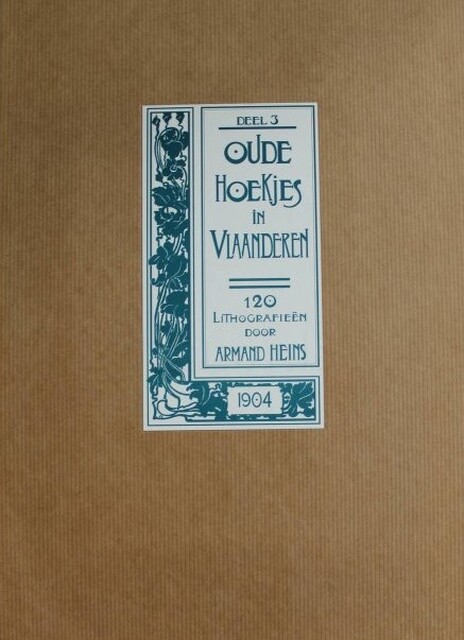 DEEL 3
OUDE
HOEKJES
IN
VLAANDEREN
120
LITHOGRAFIEËN
DOOR
ARMAND HEINS
1904